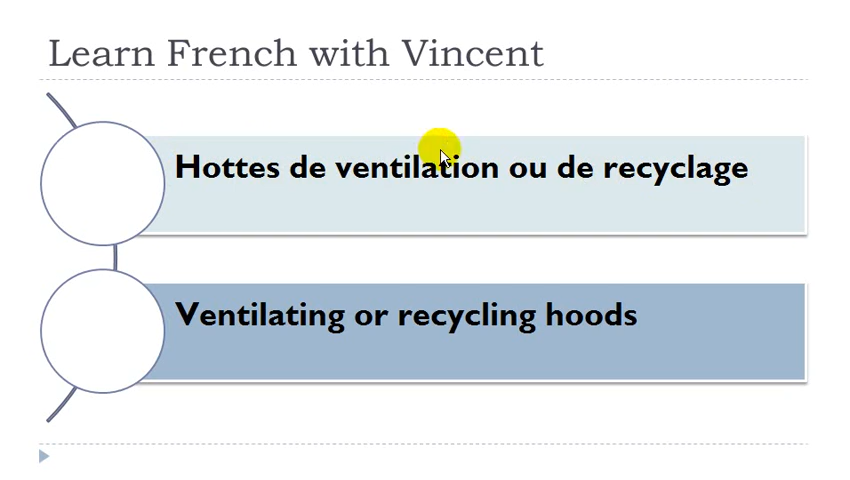 Learn French with Vincent
Hottes de ventilation ou de recyclage
Ventilating or recycling hoods